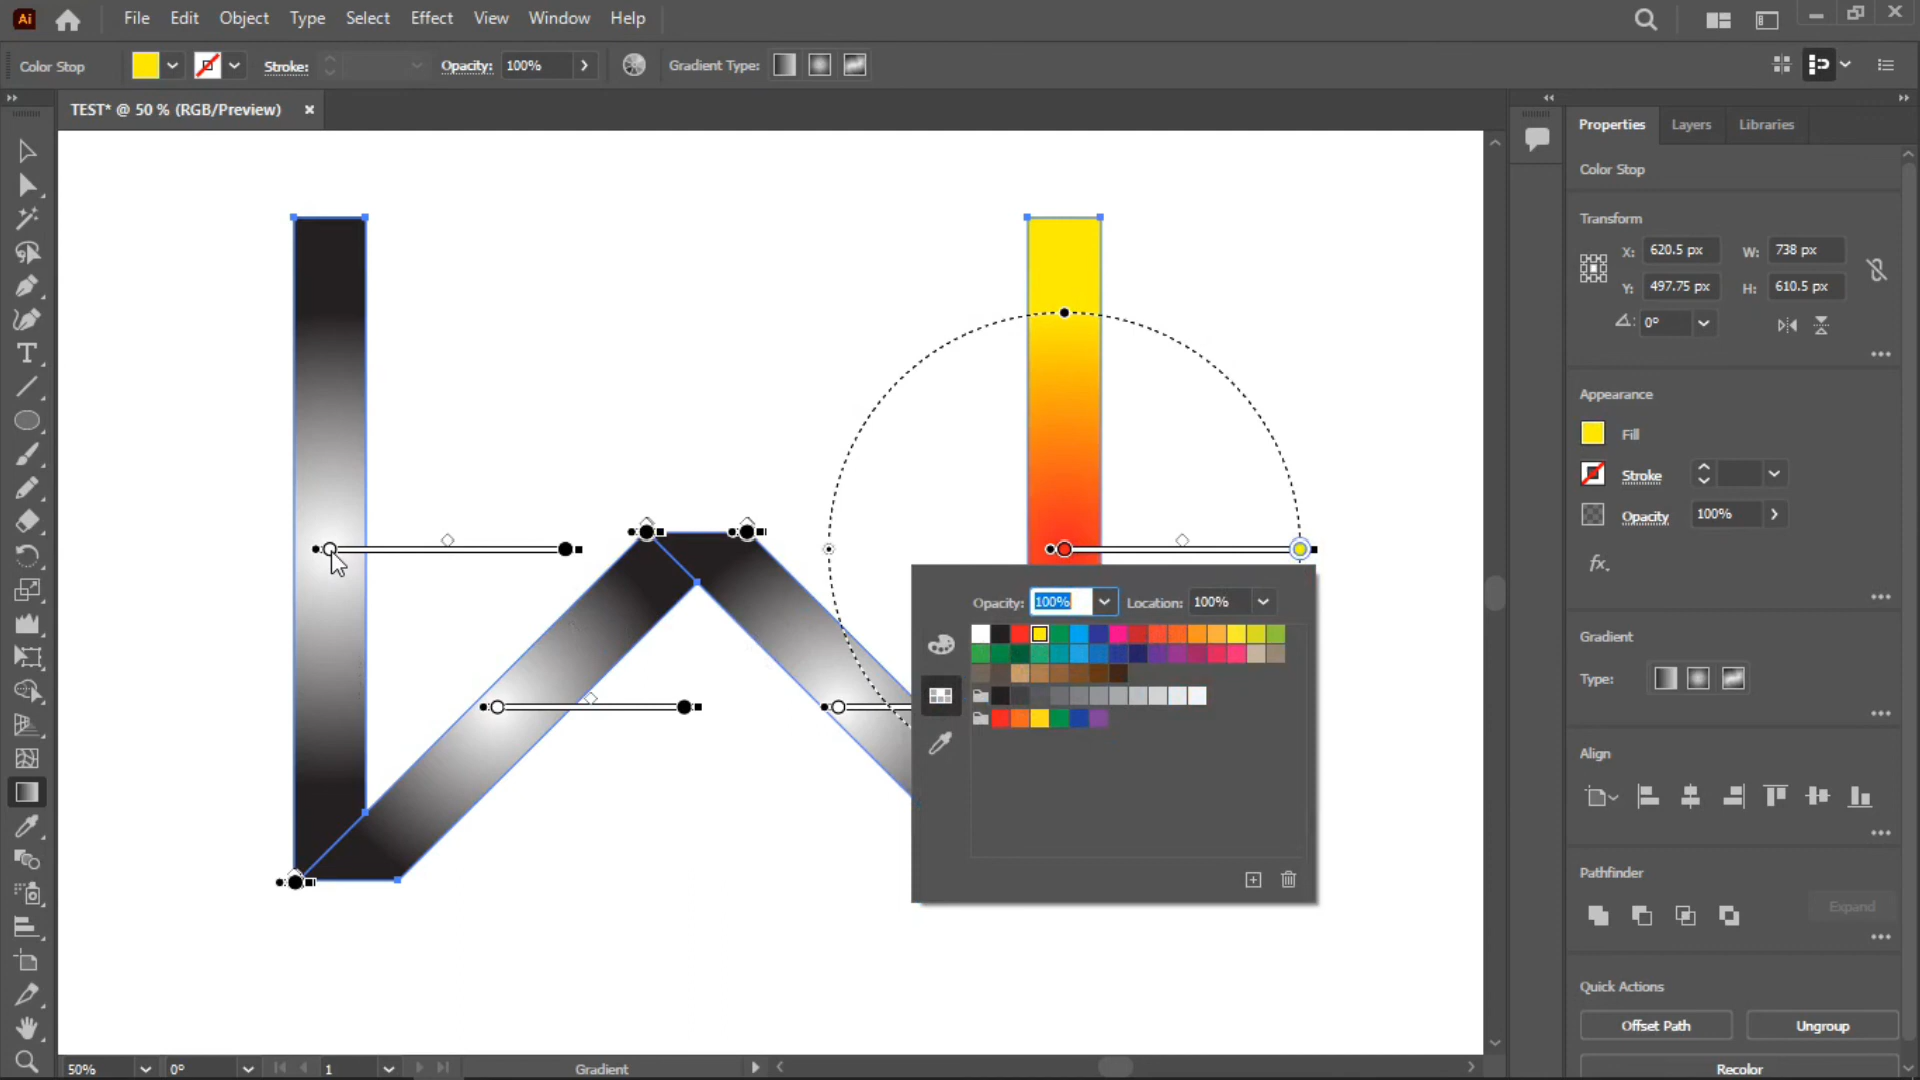 Ai File Edit Object Type Select Effect View Window Help
Color Stop Stroke: Opacity: 100% Gradient Type:
TEST* @ 50 % (RGB/Preview) ×
Properties Layers Libraries
Color Stop
Transform
X: 620.5 px W: 738 px
Y: 497.75 px H: 610.5 px
0°
Appearance
Fill
Stroke
Opacity 100%
fx.
Gradient
Type:
Align
Pathfinder
Expand
Quick Actions
Offset Path Ungroup
Recolor
Opacity: 100% Location: 100%
50% 0° 1 Gradient